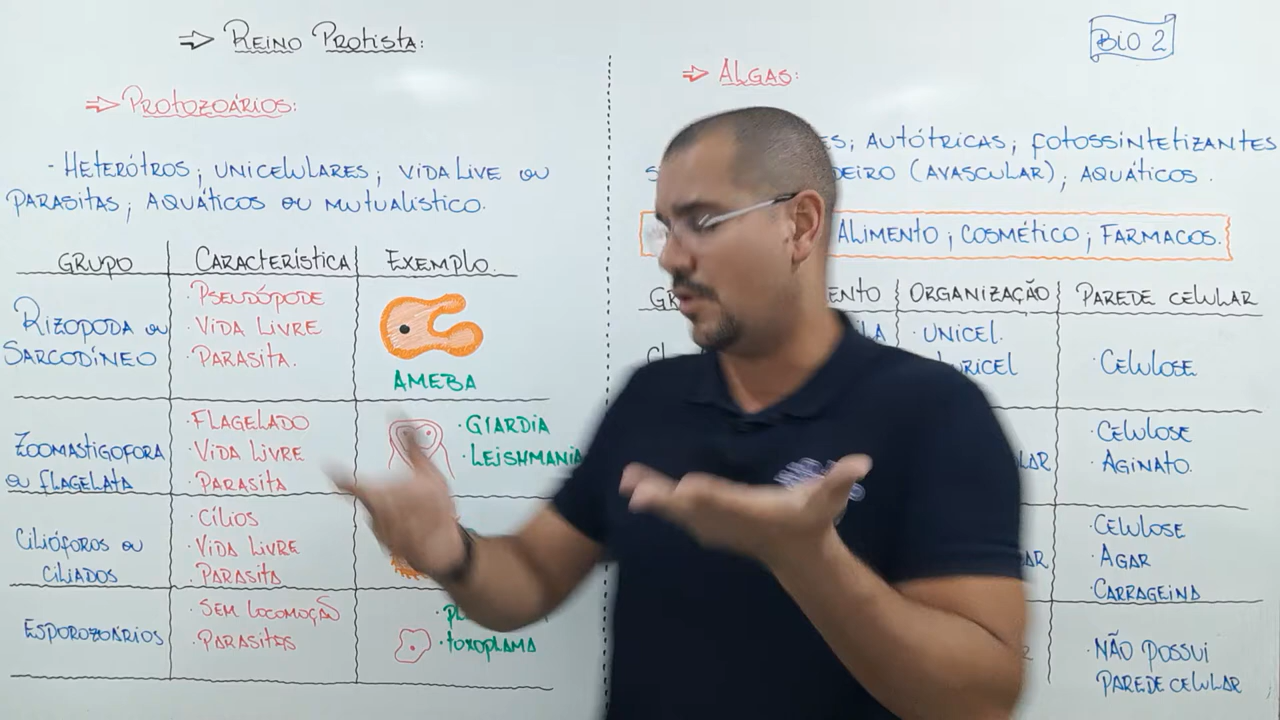 ⇒ REINO PROTISTA:
BIO 2
⇒ PROTOZOÁRIOS:
- HETERÓTROS; UNICELULARES; VIDA LIVE OU
PARASITAS; AQUÁTICOS OU MUTUALÍSTICO.
GRUPO CARACTERÍSTICA EXEMPLO.
RIZOPODA OU
SARCODÍNEO
· PSEUDÓPODE
· VIDA LIVRE
· PARASITA.
AMEBA
ZOOMASTIGOFORA
OU FLAGELATA
· FLAGELADO
· VIDA LIVRE
· PARASITA
· GIARDIA
· LEISHMANIA
CILIÓFOROS OU
CILIADOS
· CÍLIOS
· VIDA LIVRE
· PARASITA
ESPOROZOÁRIOS
· SEM LOCOMOÇÃO
· PARASITAS
· TOXOPLAMA
⇒ ALGAS:
; AUTÓTRICAS; FOTOSSINTETIZANTES
(AVASCULAR); AQUÁTICOS.
ALIMENTO; COSMÉTICO; FARMACOS.
ORGANIZAÇÃO PAREDE CELULAR
· UNICEL.
· CELULOSE
· CELULOSE
· AGINATO.
· CELULOSE
· AGAR
· CARRAGEINA
· NÃO POSSUI
PAREDE CELULAR